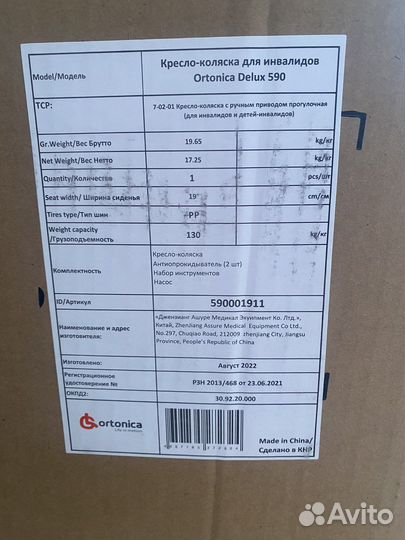 Model/Модель
Кресло-коляска для инвалидов
Ortonica Delux 590
ТСР:
7-02-01 Кресло-коляска с ручным приводом прогулочная
(для инвалидов и детей-инвалидов)
Gr.Weight/Вес Брутто 19.65 kg/кг
Net Weight/Вес Нетто 17.25 kg/кг
Quantity/Количество 1 pcs/шт
Seat width/ Ширина сиденья 19" cm/см
Tires type/Тип шин PP
Weight capacity
/Грузоподъемность 130 kg/кг
Комплектность
Кресло-коляска
Антиопрокидыватель (2 шт)
Набор инструментов
Насос
ID/Артикул 590001911
Наименование и адрес
изготовителя:
«Джензианг Ашуре Медикал Экуипмент Ко. Лтд.»,
Китай, ZhenJiang Assure Medical Equipment Co Ltd.,
No.297, Chuqiao Road, 212009 zhenjiang City, Jiangsu
Province, People's Republic of China
Изготовлено: Август 2022
Регистрационное
удостоверение № РЗН 2013/468 от 23.06.2021
ОКПД2: 30.92.20.000
ortonica
Life in motion
Made in China/
Сделано в КНР
Avito